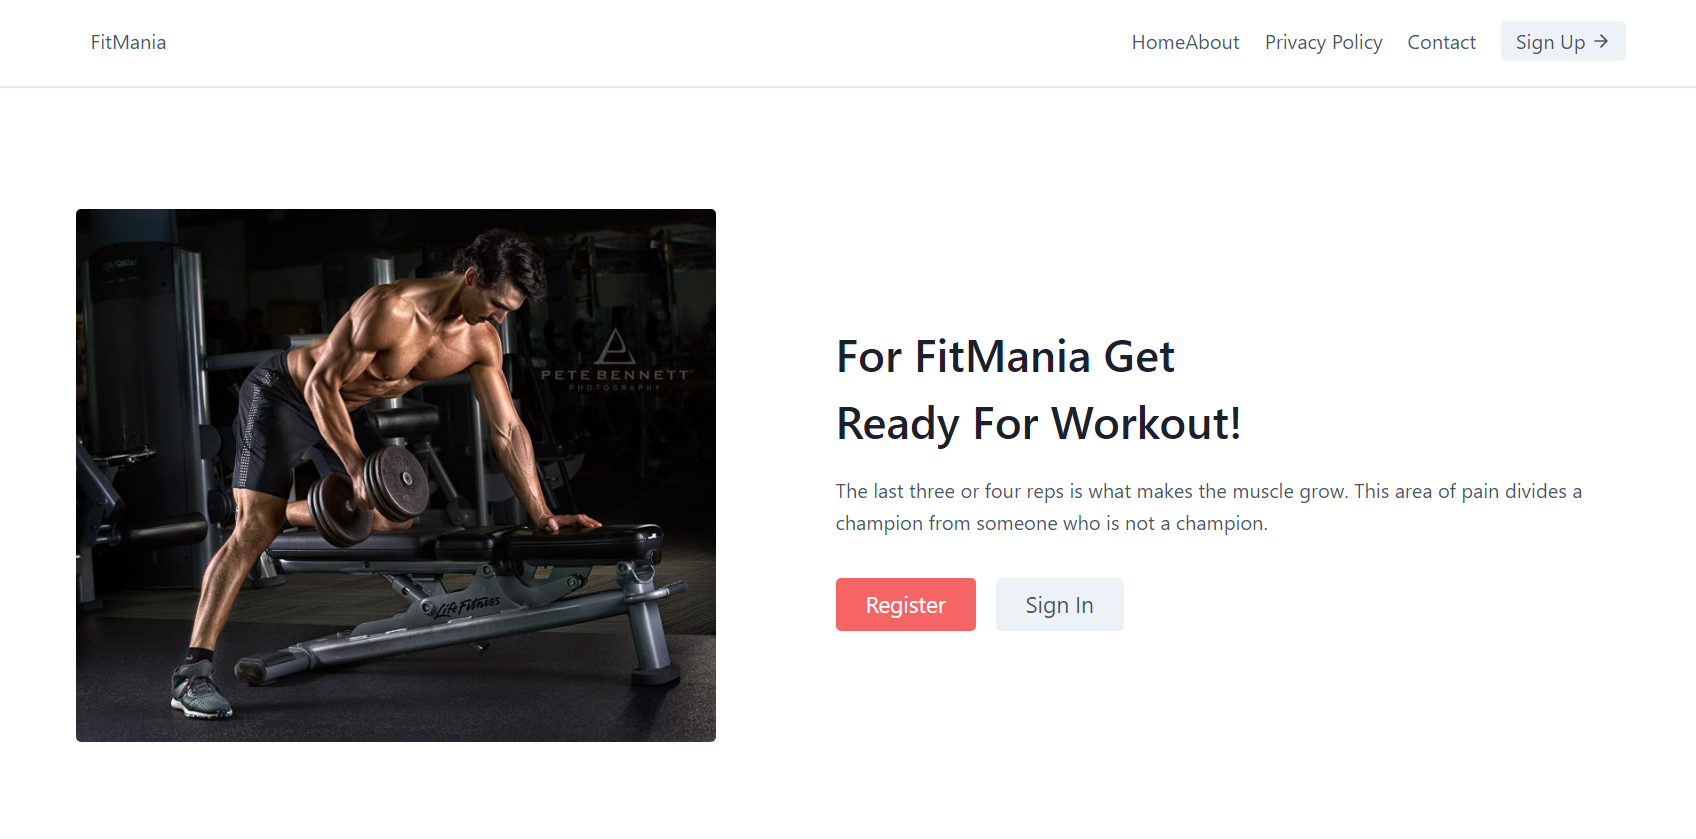 FitMania
HomeAbout Privacy Policy Contact Sign Up →
PETE BENNETT
PHOTOGRAPHY
For FitMania Get
Ready For Workout!
The last three or four reps is what makes the muscle grow. This area of pain divides a
champion from someone who is not a champion.
Life Fitness
Register Sign In